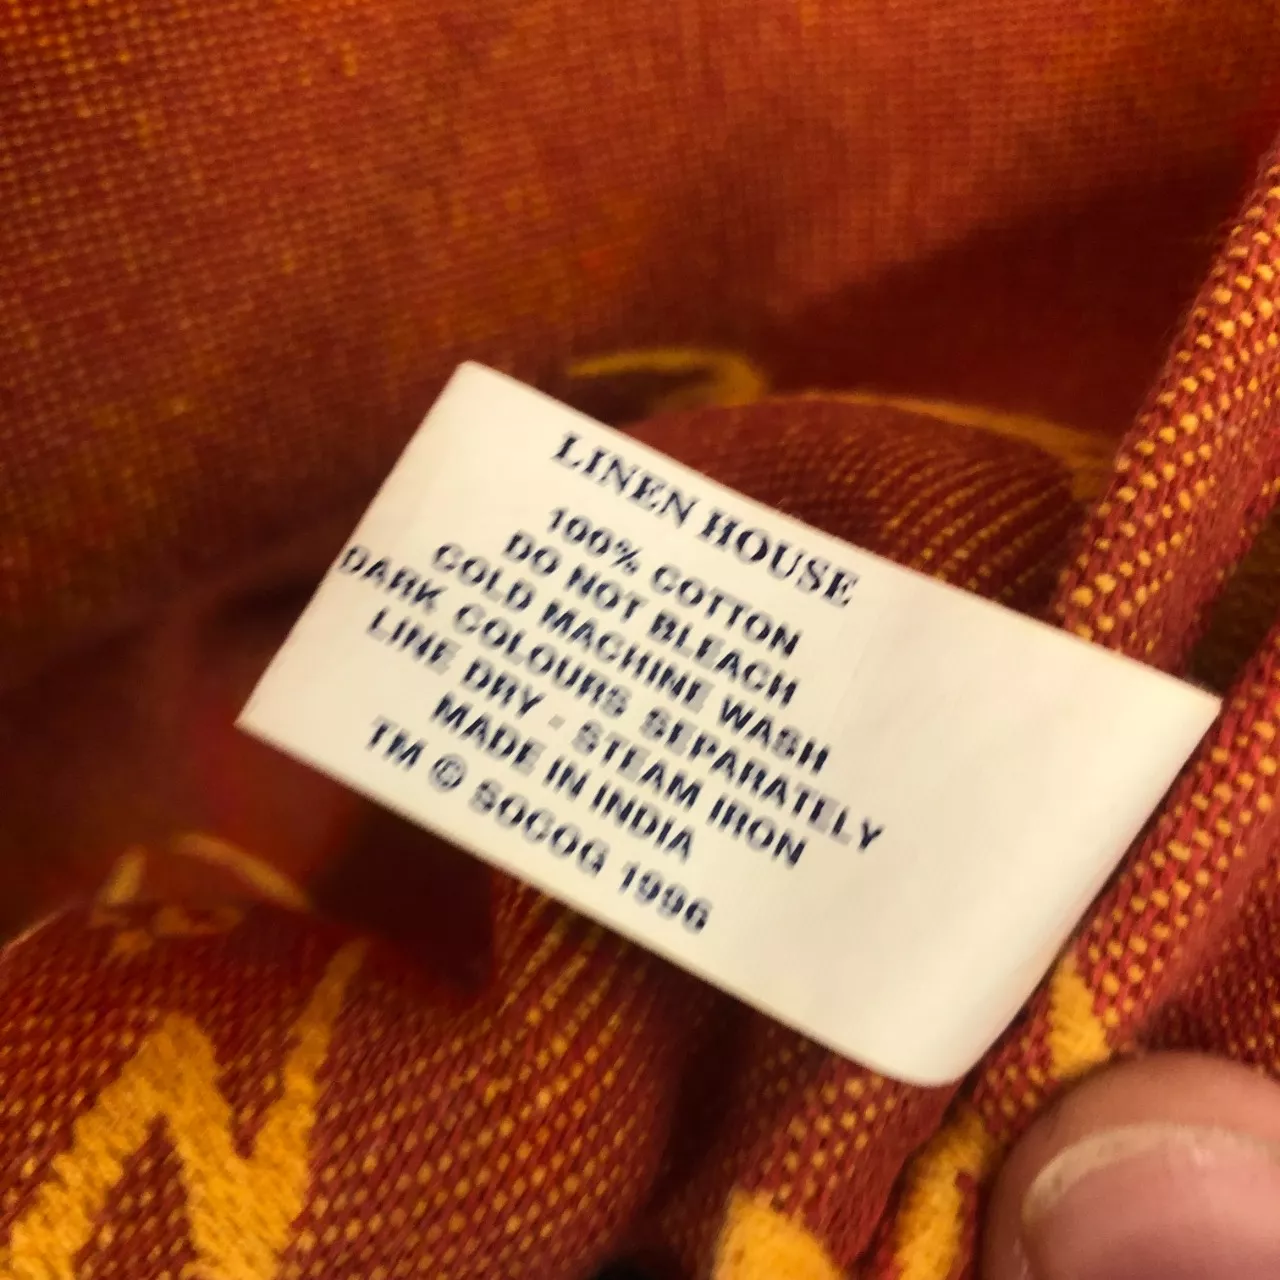 LINEN HOUSE
100% COTTON
DO NOT BLEACH
COLD MACHINE WASH
DARK COLOURS SEPARATELY
LINE DRY - STEAM IRON
MADE IN INDIA
TM © SOCOG 1996